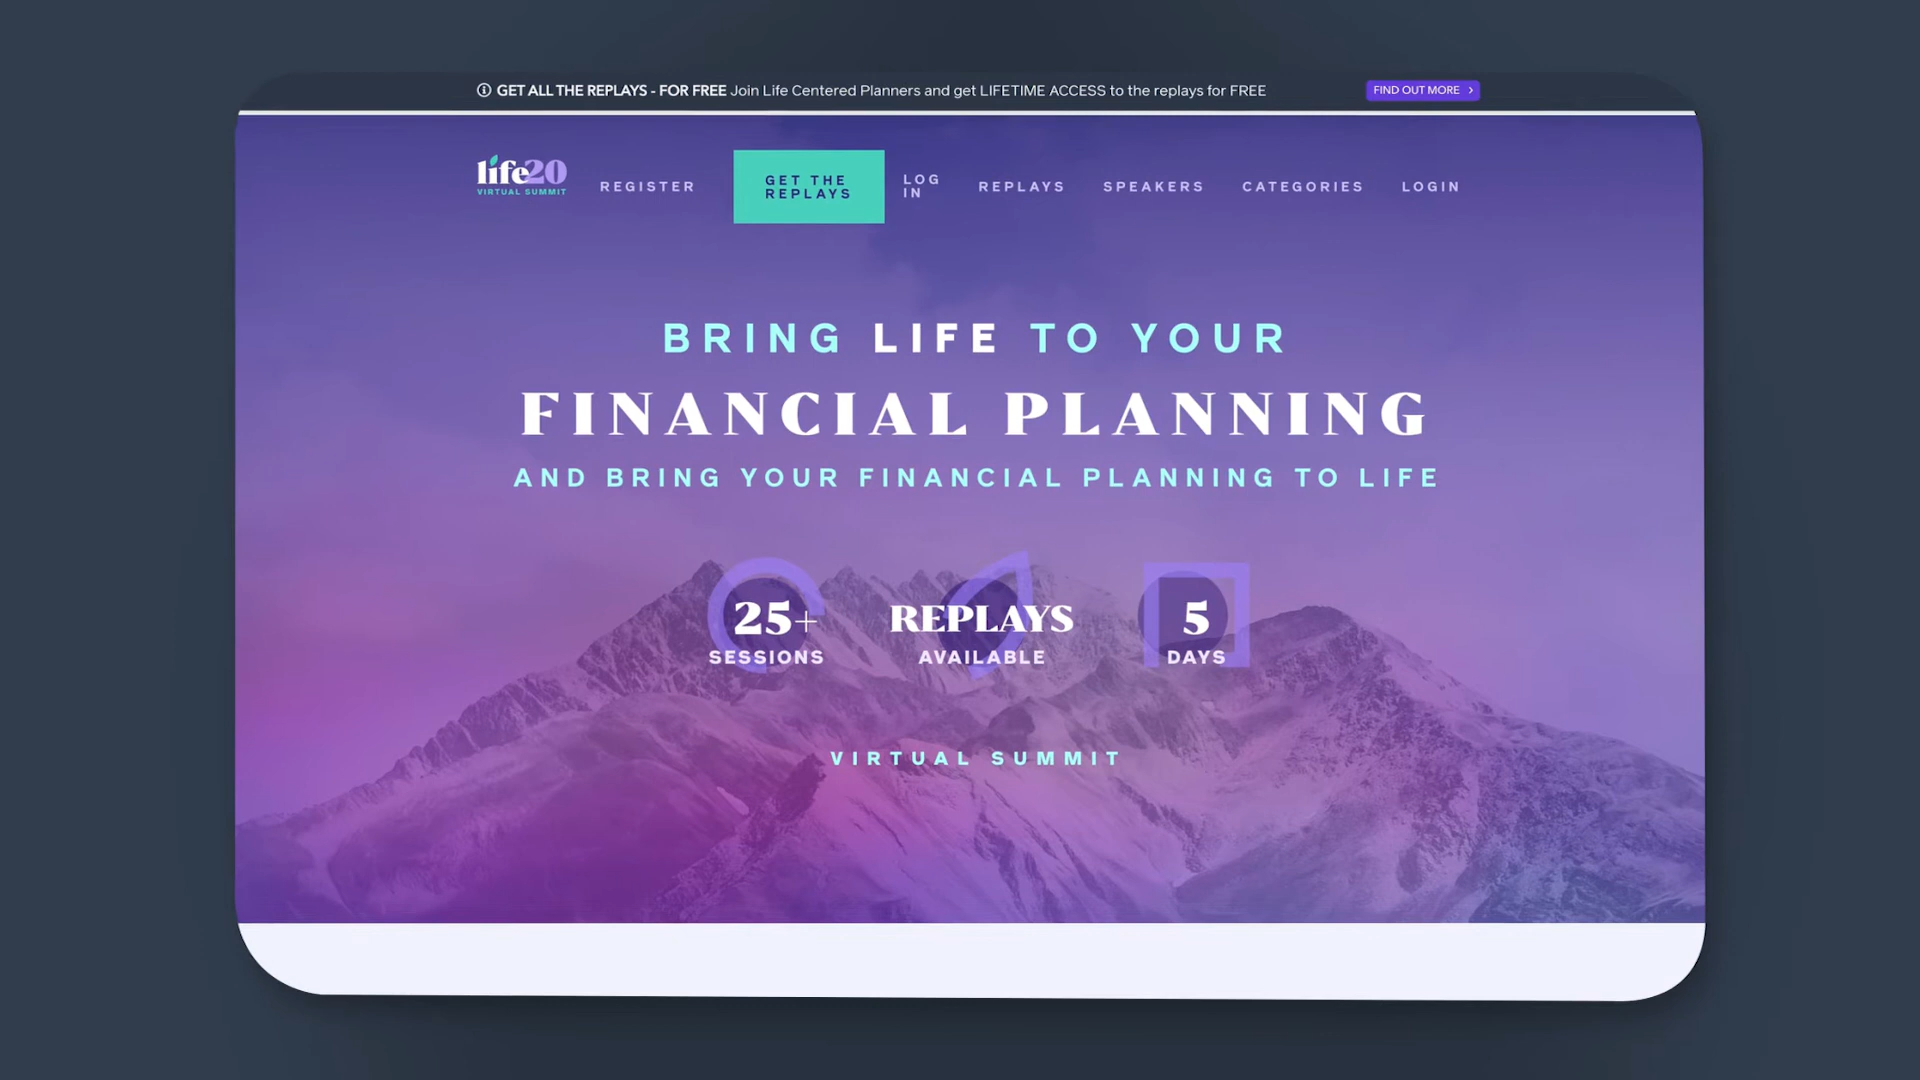 GET ALL THE REPLAYS - FOR FREE Join Life Centered Planners and get LIFETIME ACCESS to the replays for FREE
FIND OUT MORE >
life20
VIRTUAL SUMMIT
REGISTER
GET THE
REPLAYS
LOG
IN
REPLAYS
SPEAKERS
CATEGORIES
LOGIN
BRING LIFE TO YOUR
FINANCIAL PLANNING
AND BRING YOUR FINANCIAL PLANNING TO LIFE
25+
SESSIONS
REPLAYS
AVAILABLE
5
DAYS
VIRTUAL SUMMIT